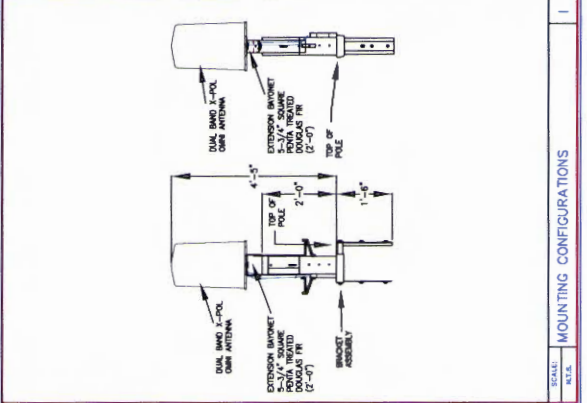 DUAL BAND X-POL
OMNI ANTENNA
EXTENSION BAYONET
5-3/4" SQUARE
PENTA TREATED
DOUGLAS FIR
(2'-0")
TOP OF
POLE
4'-5"
2'-0"
1'-6"
TOP OF
POLE
DUAL BAND X-POL
OMNI ANTENNA
EXTENSION BAYONET
5-3/4" SQUARE
PENTA TREATED
DOUGLAS FIR
(2'-0")
BRACKET
ASSEMBLY
SCALE:
N.T.S.
MOUNTING CONFIGURATIONS
1